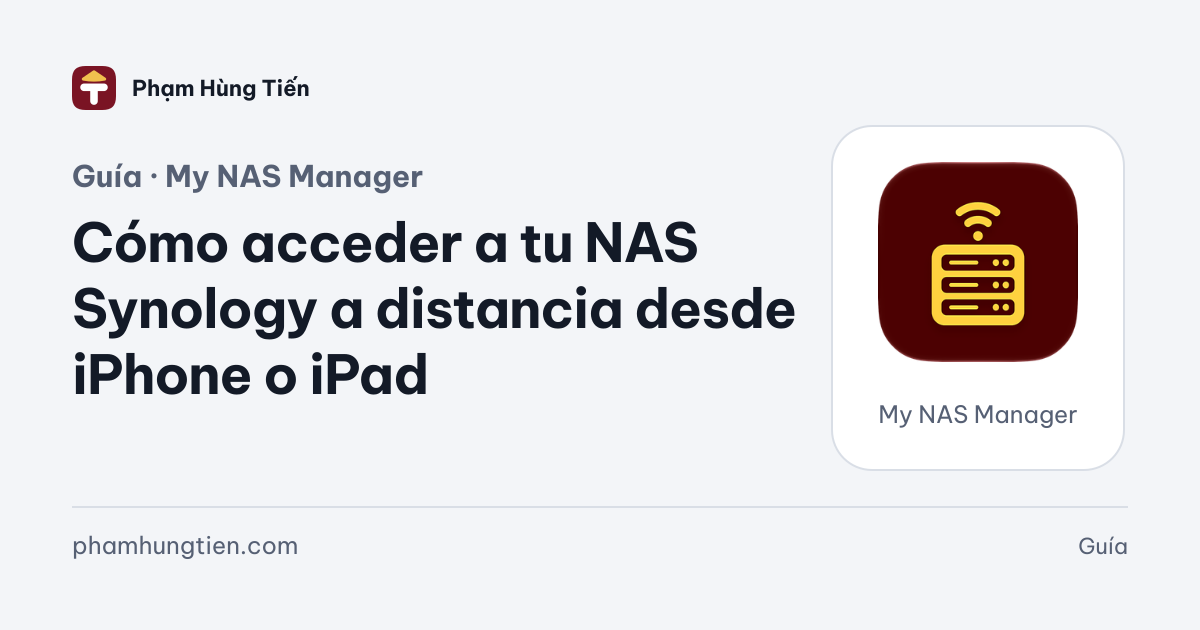 Phạm Hùng Tiến
Guía · My NAS Manager
Cómo acceder a tu NAS
Synology a distancia desde
iPhone o iPad
My NAS Manager
phamhungtien.com
Guía